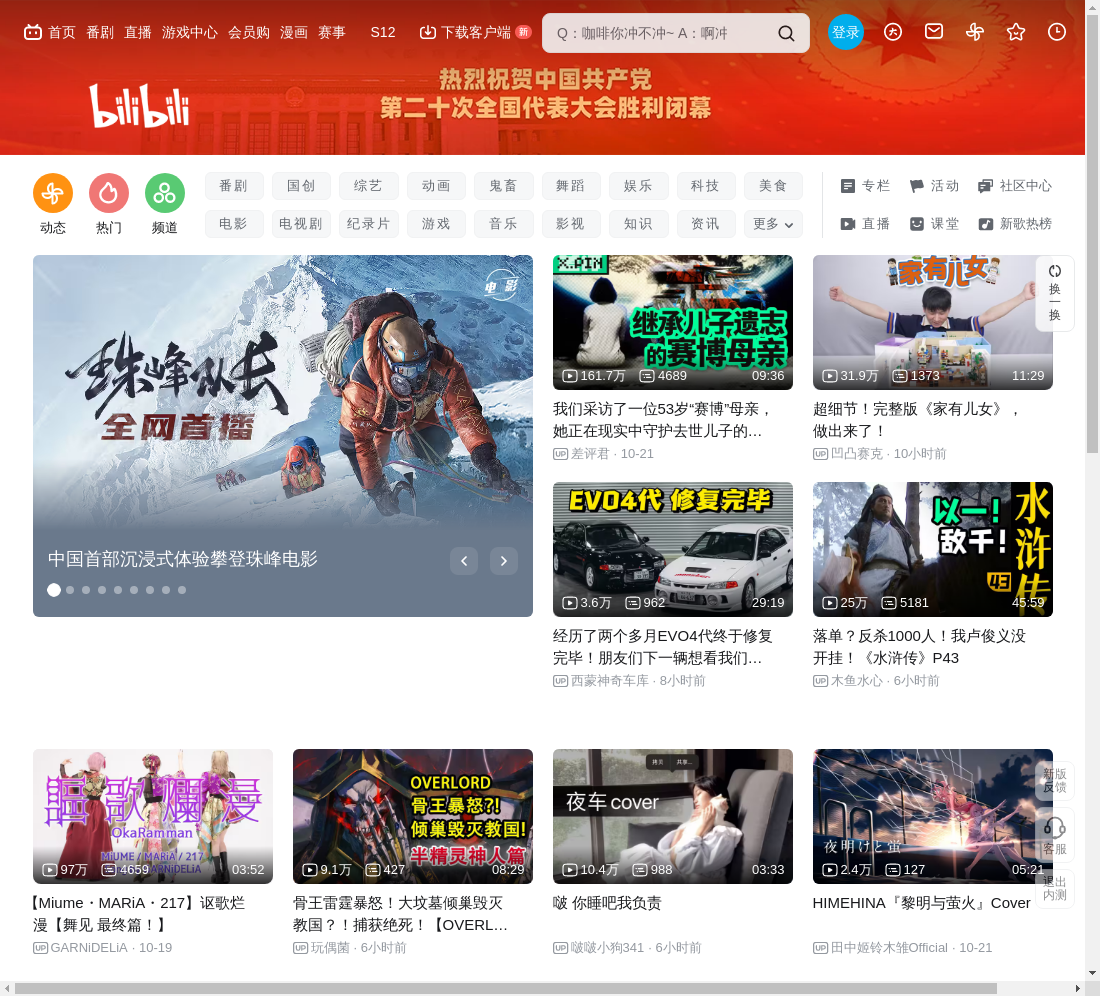 首页 番剧 直播 游戏中心 会员购 漫画 赛事 S12 下载客户端 新
Q：咖啡你冲不冲~ A：啊冲
登录
热烈祝贺中国共产党
第二十次全国代表大会胜利闭幕
bilibili
动态 热门 频道
番剧 国创 综艺 动画 鬼畜 舞蹈 娱乐 科技 美食
电影 电视剧 纪录片 游戏 音乐 影视 知识 资讯 更多
专栏 活动 社区中心
直播 课堂 新歌热榜
电影
珠峰队长
全网首播
中国首部沉浸式体验攀登珠峰电影
X.PIN
继承儿子遗志
的赛博母亲
161.7万 4689 09:36
我们采访了一位53岁“赛博”母亲，
她正在现实中守护去世儿子的…
UP 差评君 · 10-21
家有儿女
31.9万 1373 11:29
超细节！完整版《家有儿女》，
做出来了！
UP 凹凸赛克 · 10小时前
换
一
换
EVO4代 修复完毕
3.6万 962 29:19
经历了两个多月EVO4代终于修复
完毕！朋友们下一辆想看我们…
UP 西蒙神奇车库 · 8小时前
以一！
敌千！
水浒传
43
25万 5181 45:59
落单？反杀1000人！我卢俊义没
开挂！《水浒传》P43
UP 木鱼水心 · 6小时前
謳歌爛漫
OkaRamman
MiUME / MARiA / 217
GARNiDELiA
97万 4659 03:52
【Miume・MARiA・217】讴歌烂
漫【舞见 最终篇！】
UP GARNiDELiA · 10-19
OVERLORD
骨王暴怒?!
倾巢毁灭教国!
半精灵神人篇
9.1万 427 08:29
骨王雷霆暴怒！大坟墓倾巢毁灭
教国？！捕获绝死！【OVERL…
UP 玩偶菌 · 6小时前
拷贝 共享...
夜车 cover
10.4万 988 03:33
啵 你睡吧我负责
UP 啵啵小狗341 · 6小时前
夜明けと蛍
2.4万 127 05:21
HIMEHINA『黎明与萤火』Cover
UP 田中姬铃木雏Official · 10-21
新版
反馈
客服
退出
内测